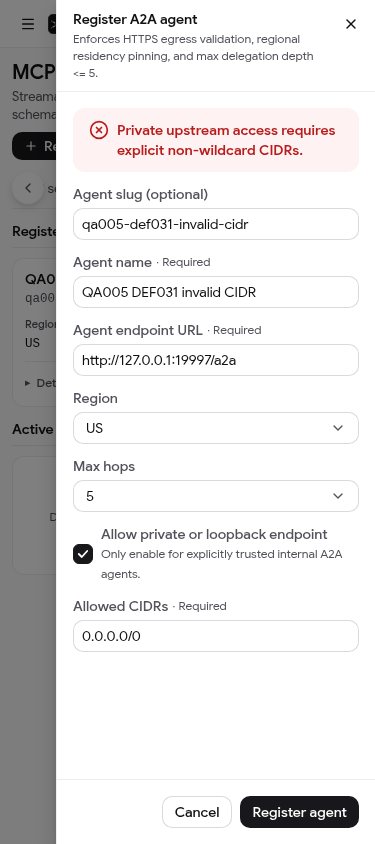 Register A2A agent
Enforces HTTPS egress validation, regional
residency pinning, and max delegation depth
<= 5.
Private upstream access requires
explicit non-wildcard CIDRs.
Agent slug (optional)
qa005-def031-invalid-cidr
Agent name · Required
QA005 DEF031 invalid CIDR
Agent endpoint URL · Required
http://127.0.0.1:19997/a2a
Region
US
Max hops
5
Allow private or loopback endpoint
Only enable for explicitly trusted internal A2A
agents.
Allowed CIDRs · Required
0.0.0.0/0
Cancel
Register agent
MCP
schema
QA0
qa00
Region
US
Active